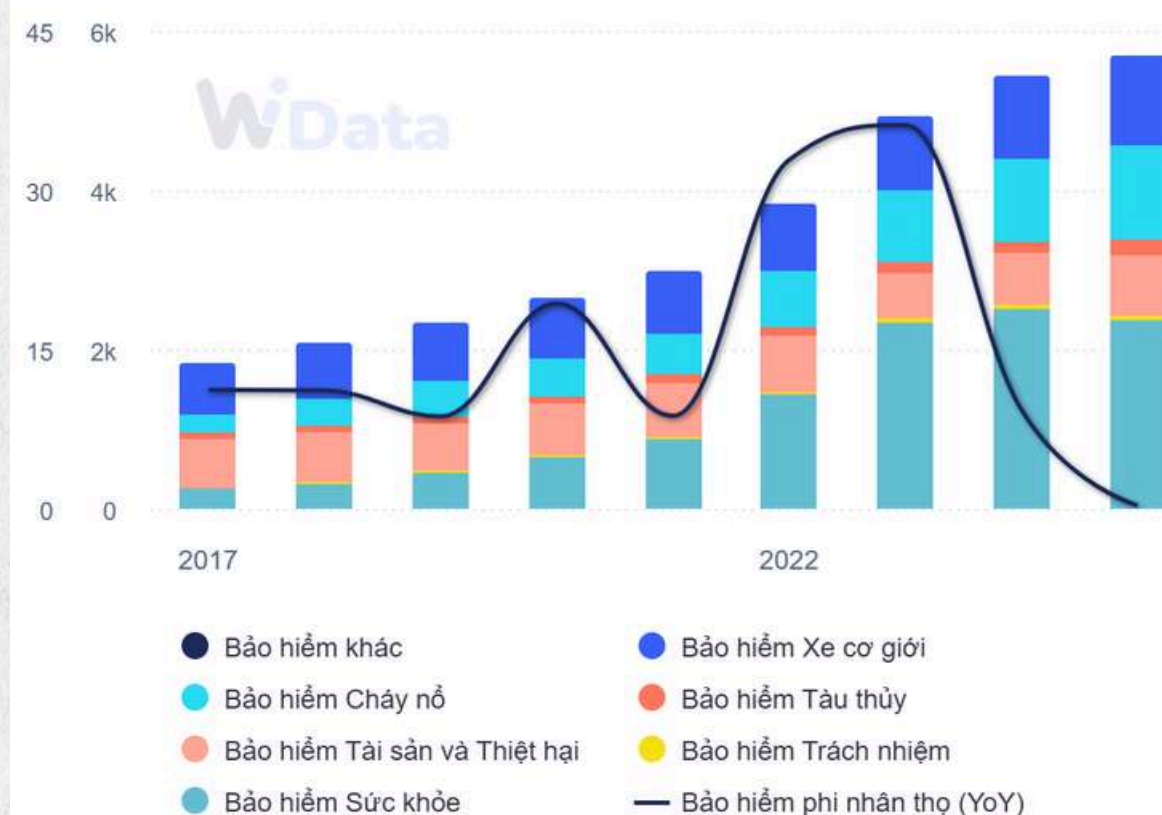 45 6k
WiData
30 4k
15 2k
0 0
2017 2022
Bảo hiểm khác Bảo hiểm Xe cơ giới
Bảo hiểm Cháy nổ Bảo hiểm Tàu thủy
Bảo hiểm Tài sản và Thiệt hại Bảo hiểm Trách nhiệm
Bảo hiểm Sức khỏe Bảo hiểm phi nhân thọ (YoY)